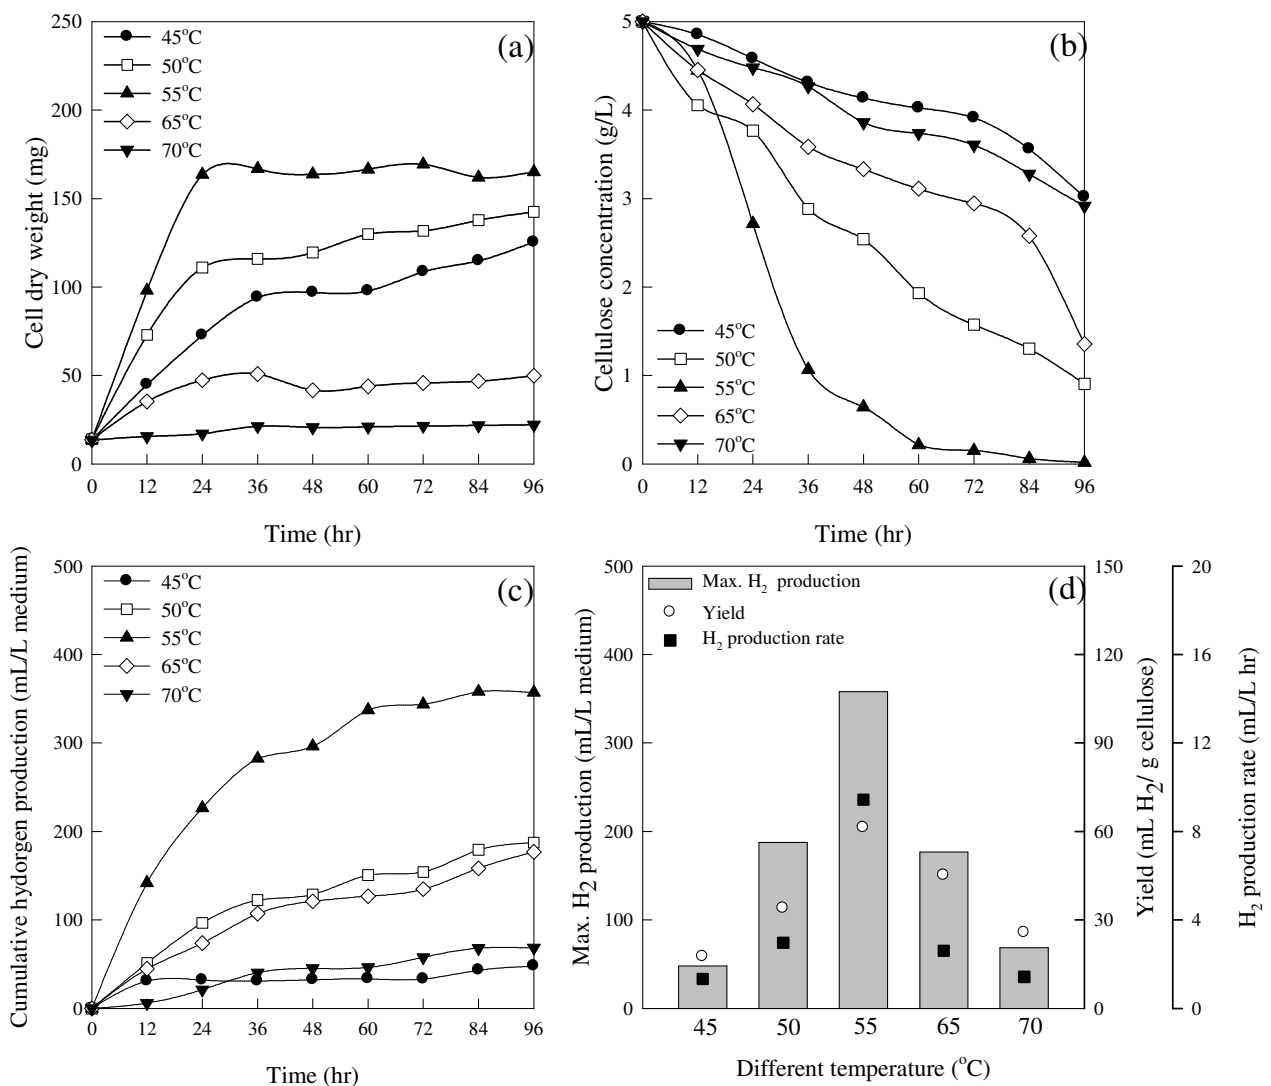 (a)
Cell dry weight (mg)
250
200
150
100
50
0
45°C
50°C
55°C
65°C
70°C
0 12 24 36 48 60 72 84 96
Time (hr)
(b)
Cellulose concentration (g/L)
5
4
3
2
1
0
45°C
50°C
55°C
65°C
70°C
0 12 24 36 48 60 72 84 96
Time (hr)
(c)
Cumulative hydorgen production (mL/L medium)
500
400
300
200
100
0
45°C
50°C
55°C
65°C
70°C
0 12 24 36 48 60 72 84 96
Time (hr)
(d)
Max. H2 production (mL/L medium)
500
400
300
200
100
0
Max. H2 production
Yield
H2 production rate
45 50 55 65 70
Different temperature (°C)
150
120
90
60
30
0
Yield (mL H2/ g cellulose)
20
16
12
8
4
0
H2 production rate (mL/L hr)